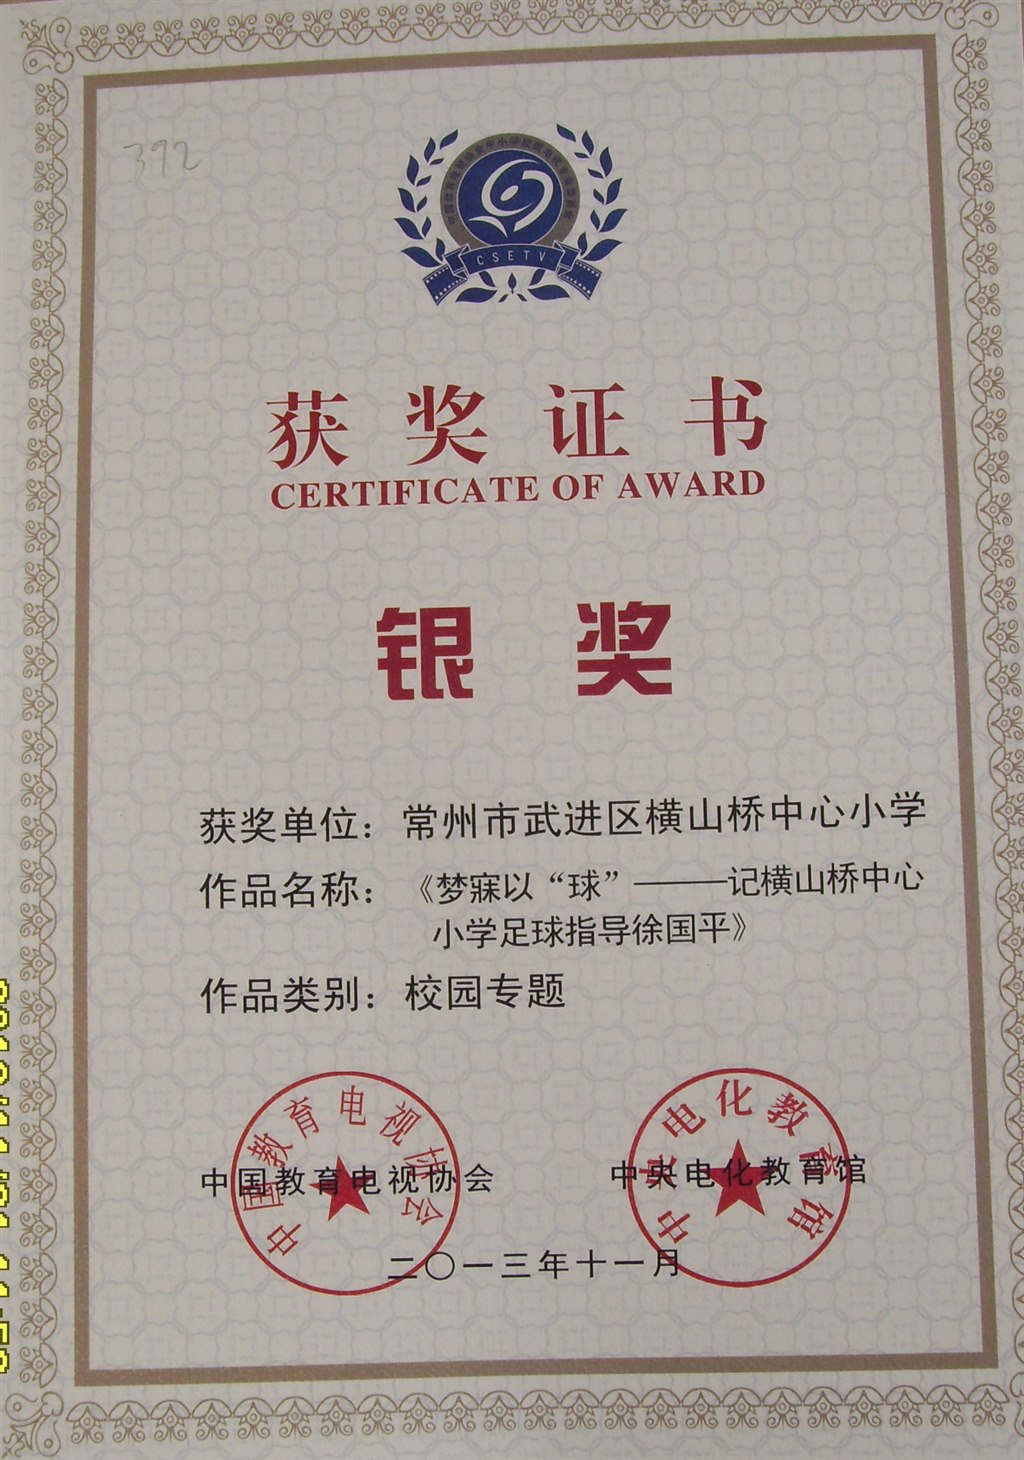 392
CSETV
获奖证书
CERTIFICATE OF AWARD
银奖
获奖单位：常州市武进区横山桥中心小学
作品名称：《梦寐以“球”———记横山桥中心
小学足球指导徐国平》
作品类别：校园专题
中国教育电视协会
中国教育电视协会
中央电化教育馆
中央电化教育馆
二〇一三年十一月